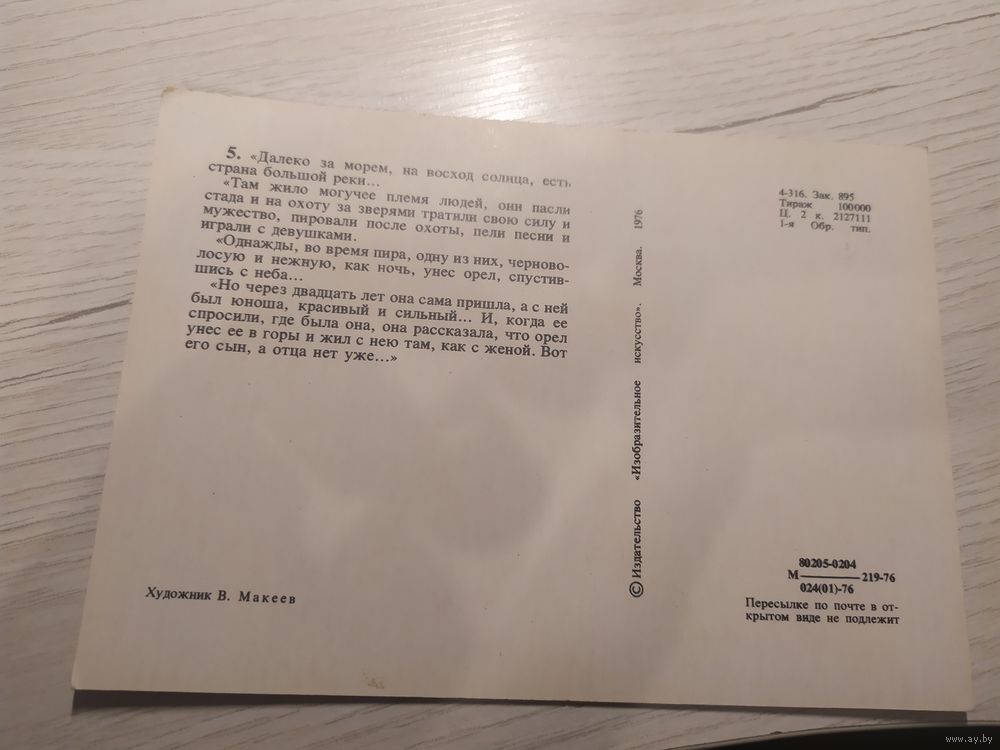 5. «Далеко за морем, на восход солнца, есть
страна большой реки...
«Там жило могучее племя людей, они пасли
стада и на охоту за зверями тратили свою силу и
мужество, пировали после охоты, пели песни и
играли с девушками.
«Однажды, во время пира, одну из них, черново-
лосую и нежную, как ночь, унес орел, спустив-
шись с неба...
«Но через двадцать лет она сама пришла, а с ней
был юноша, красивый и сильный... И, когда ее
спросили, где была она, она рассказала, что орел
унес ее в горы и жил с нею там, как с женой. Вот
его сын, а отца нет уже...»
Художник В. Макеев
© Издательство «Изобразительное искусство». Москва. 1976
4-316. Зак. 895
Тираж 100000
Ц. 2 к. 2127111
1-я Обр. тип.
80205-0204
М 219-76
024(01)-76
Пересылке по почте в от-
крытом виде не подлежит
www.ay.by